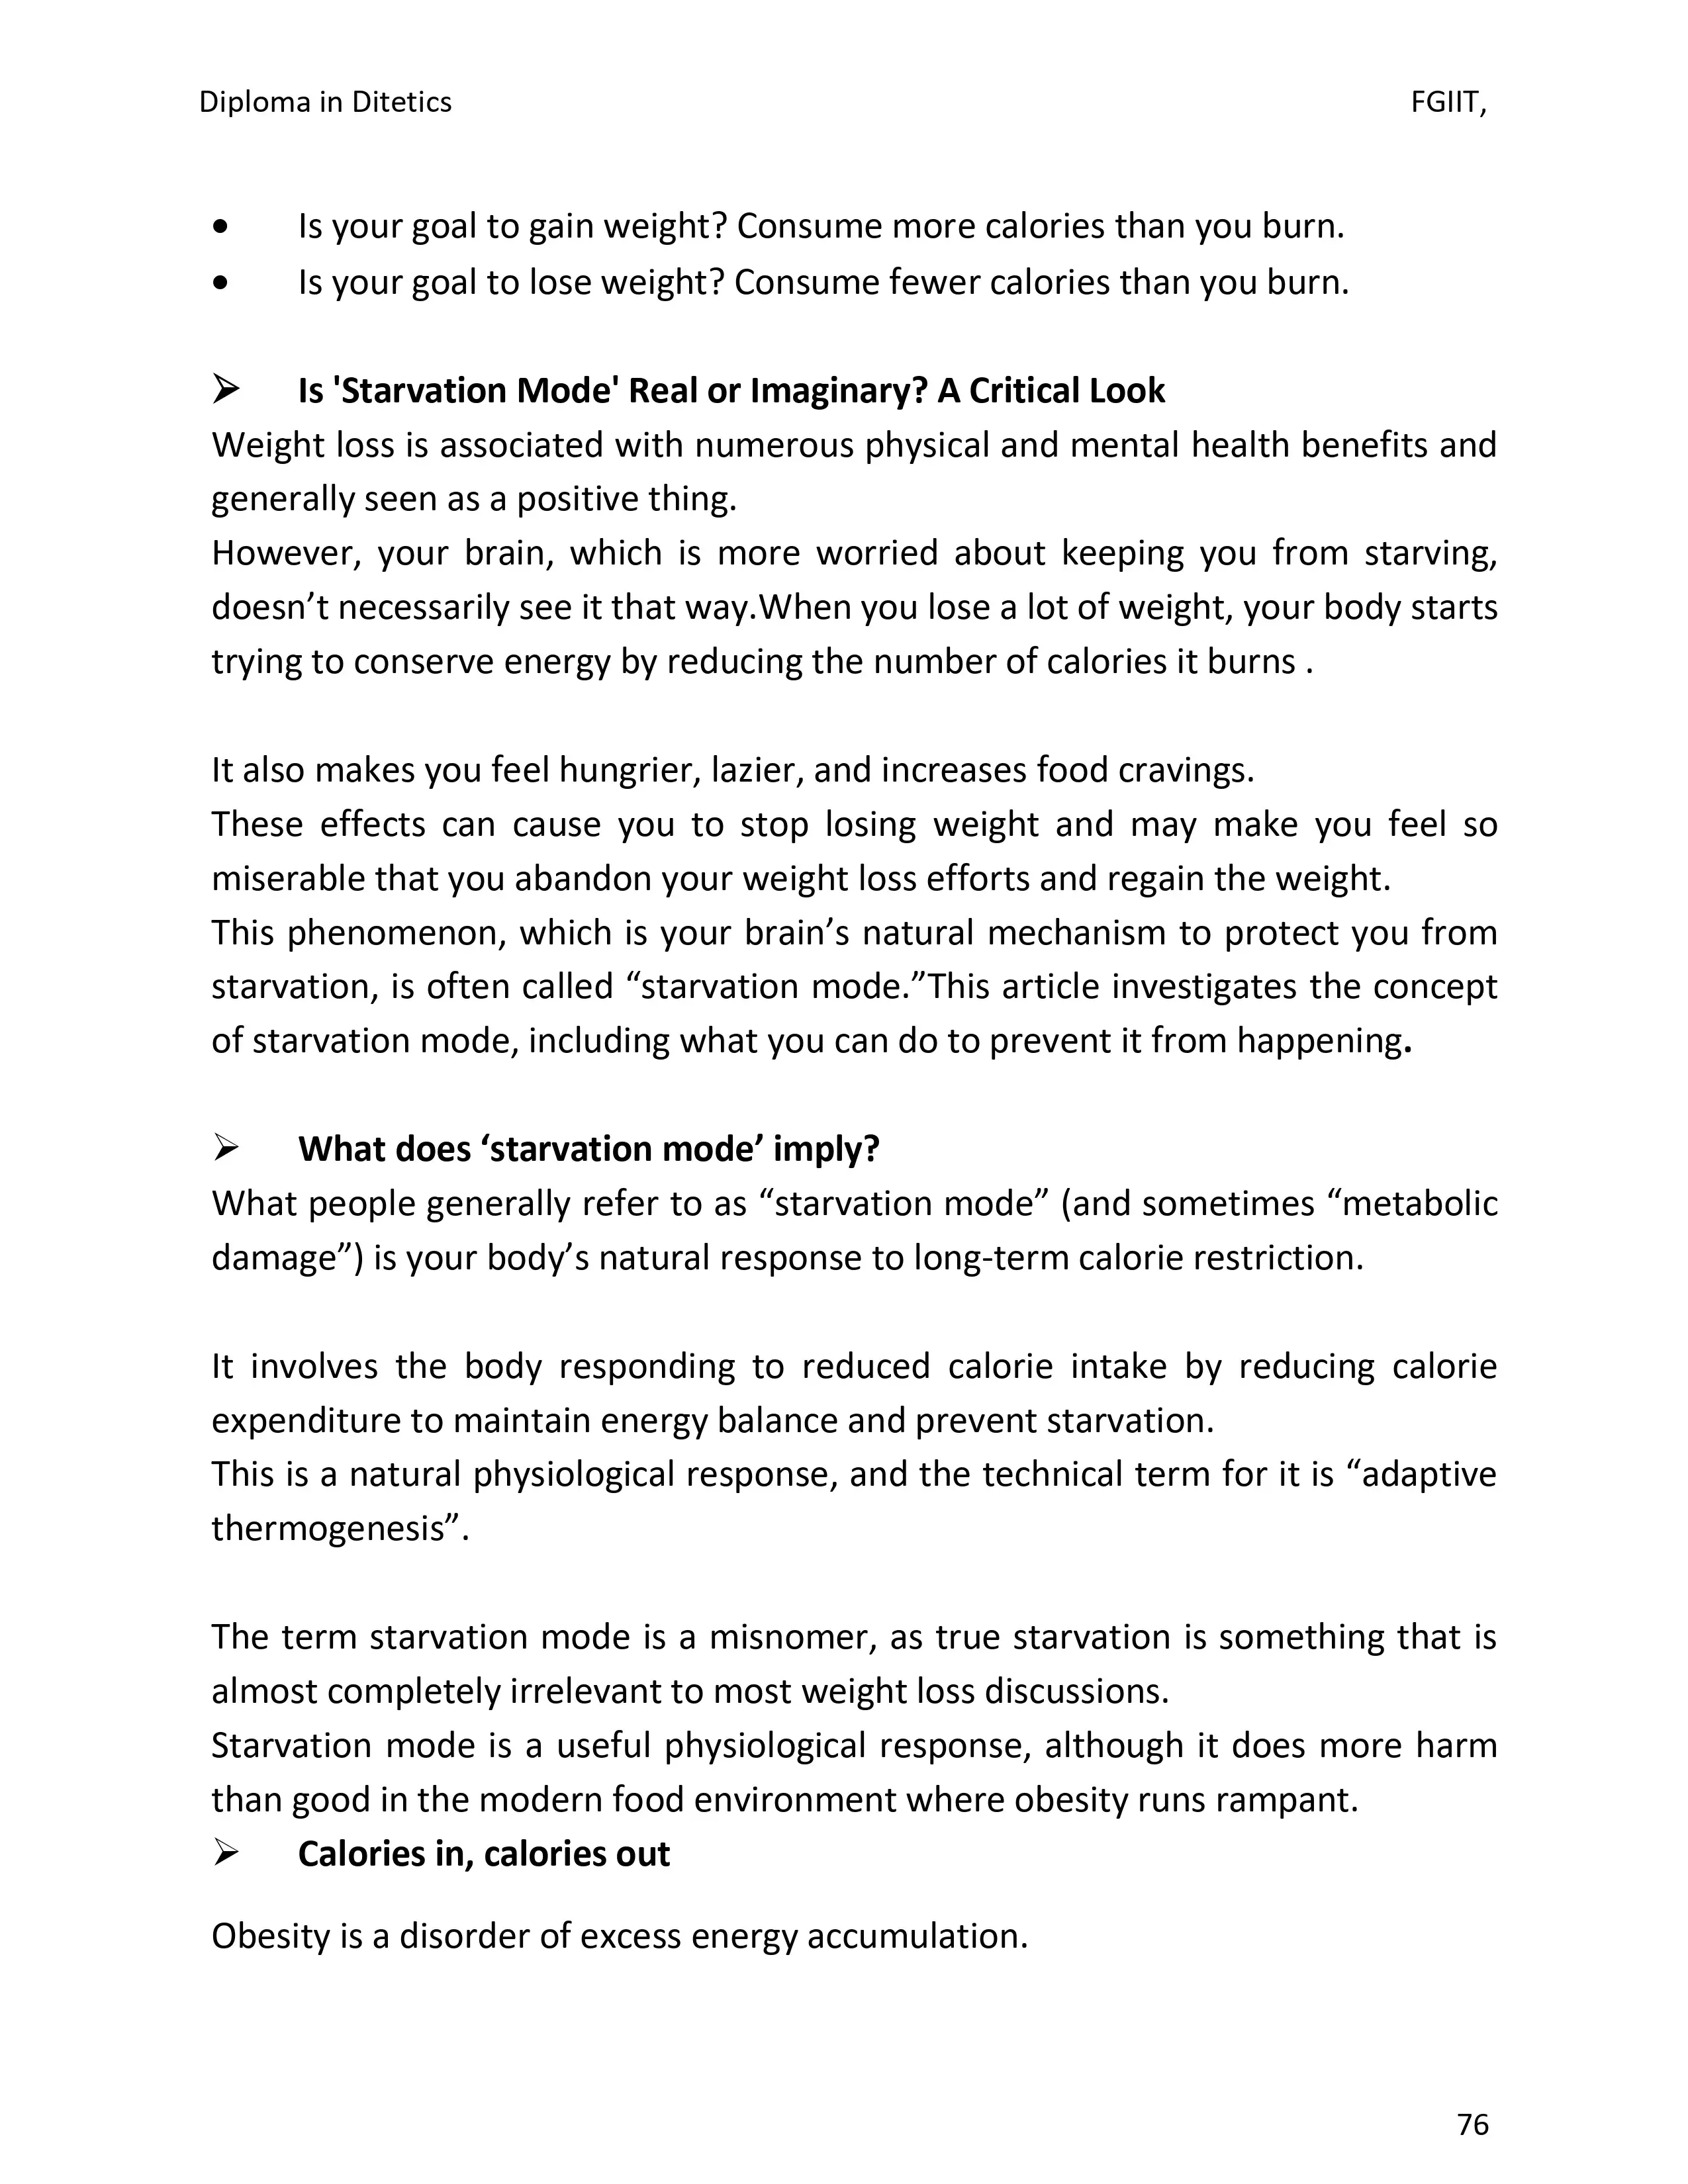 Diploma in Ditetics FGIIT,
• Is your goal to gain weight? Consume more calories than you burn.
• Is your goal to lose weight? Consume fewer calories than you burn.
➢ Is 'Starvation Mode' Real or Imaginary? A Critical Look
Weight loss is associated with numerous physical and mental health benefits and
generally seen as a positive thing.
However, your brain, which is more worried about keeping you from starving,
doesn’t necessarily see it that way.When you lose a lot of weight, your body starts
trying to conserve energy by reducing the number of calories it burns .
It also makes you feel hungrier, lazier, and increases food cravings.
These effects can cause you to stop losing weight and may make you feel so
miserable that you abandon your weight loss efforts and regain the weight.
This phenomenon, which is your brain’s natural mechanism to protect you from
starvation, is often called “starvation mode.”This article investigates the concept
of starvation mode, including what you can do to prevent it from happening.
➢ What does ‘starvation mode’ imply?
What people generally refer to as “starvation mode” (and sometimes “metabolic
damage”) is your body’s natural response to long-term calorie restriction.
It involves the body responding to reduced calorie intake by reducing calorie
expenditure to maintain energy balance and prevent starvation.
This is a natural physiological response, and the technical term for it is “adaptive
thermogenesis”.
The term starvation mode is a misnomer, as true starvation is something that is
almost completely irrelevant to most weight loss discussions.
Starvation mode is a useful physiological response, although it does more harm
than good in the modern food environment where obesity runs rampant.
➢ Calories in, calories out
Obesity is a disorder of excess energy accumulation.
76